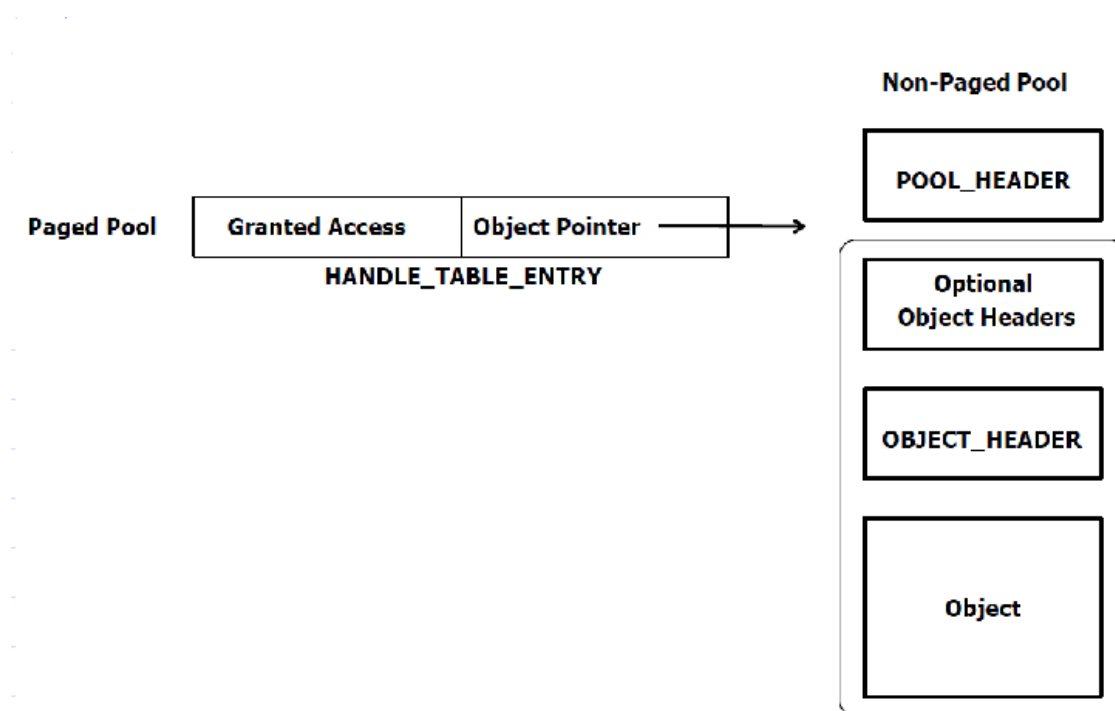 Non-Paged Pool
POOL_HEADER
Paged Pool
Granted Access
Object Pointer
HANDLE_TABLE_ENTRY
Optional
Object Headers
OBJECT_HEADER
Object